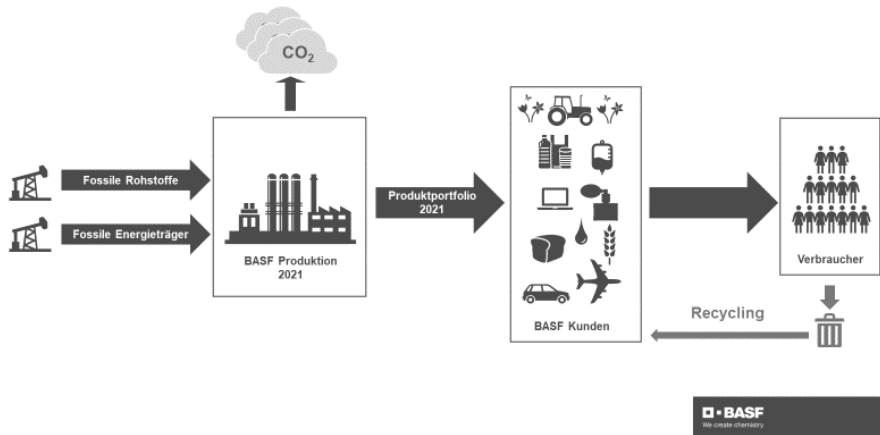 CO2
Fossile Rohstoffe
Fossile Energieträger
BASF Produktion
2021
Produktportfolio
2021
BASF Kunden
Verbraucher
Recycling
BASF
We create chemistry